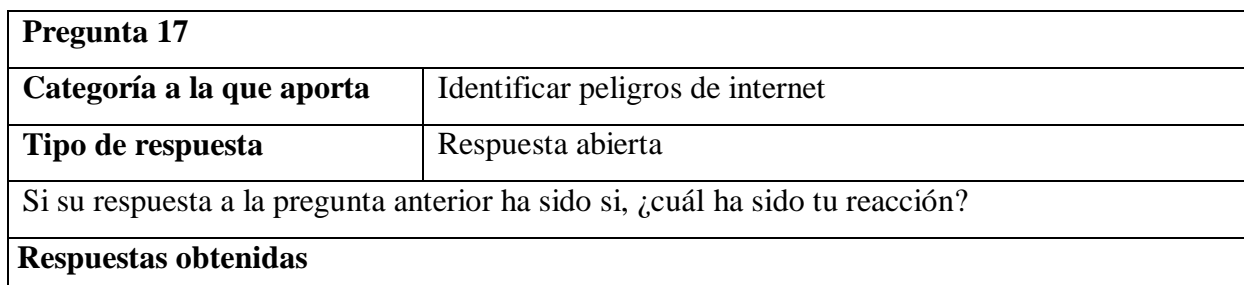 Pregunta 17
Categoría a la que aporta Identificar peligros de internet
Tipo de respuesta Respuesta abierta
Si su respuesta a la pregunta anterior ha sido si, ¿cuál ha sido tu reacción?
Respuestas obtenidas